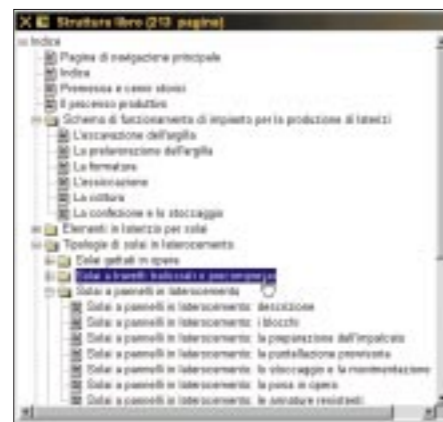 Struttura libro (213 pagine)
Indice
Pagina di navigazione principale
Indice
Premessa e cenni storici
Il processo produttivo
Schema di funzionamento di impianto per la produzione di laterizi
L'escavazione dell'argilla
La prelavorazione dell'argilla
La formatura
L'essiccazione
La cottura
La confezione e lo stoccaggio
Elementi in laterizio per solai
Tipologie di solai in laterocemento
Solai gettati in opera
Solai a travetti tralicciati e precompressi
Solai a pannelli in laterocemento
Solai a pannelli in laterocemento: descrizione
Solai a pannelli in laterocemento: i blocchi
Solai a pannelli in laterocemento: la preparazione dell'impalcato
Solai a pannelli in laterocemento: la puntellazione provvisoria
Solai a pannelli in laterocemento: lo stoccaggio e la movimentazione
Solai a pannelli in laterocemento: la posa in opera
Solai a pannelli in laterocemento: le armature resistenti